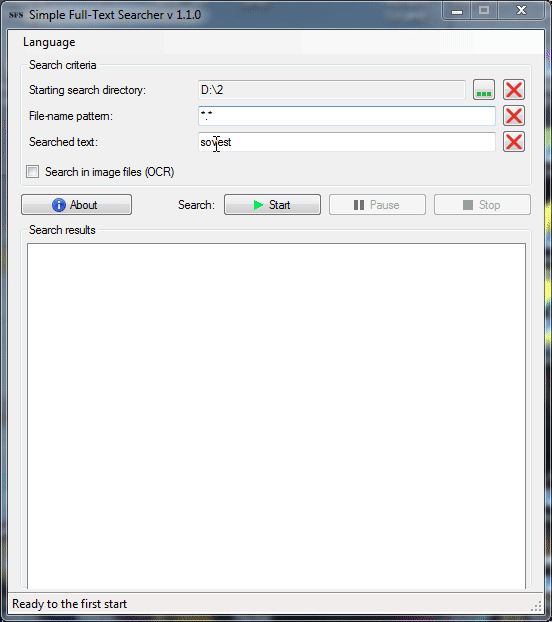 SFS Simple Full-Text Searcher v 1.1.0
Language
Search criteria
Starting search directory: D:\2
File-name pattern: *.*
Searched text: sovest
Search in image files (OCR)
About Search: Start Pause Stop
Search results
Ready to the first start